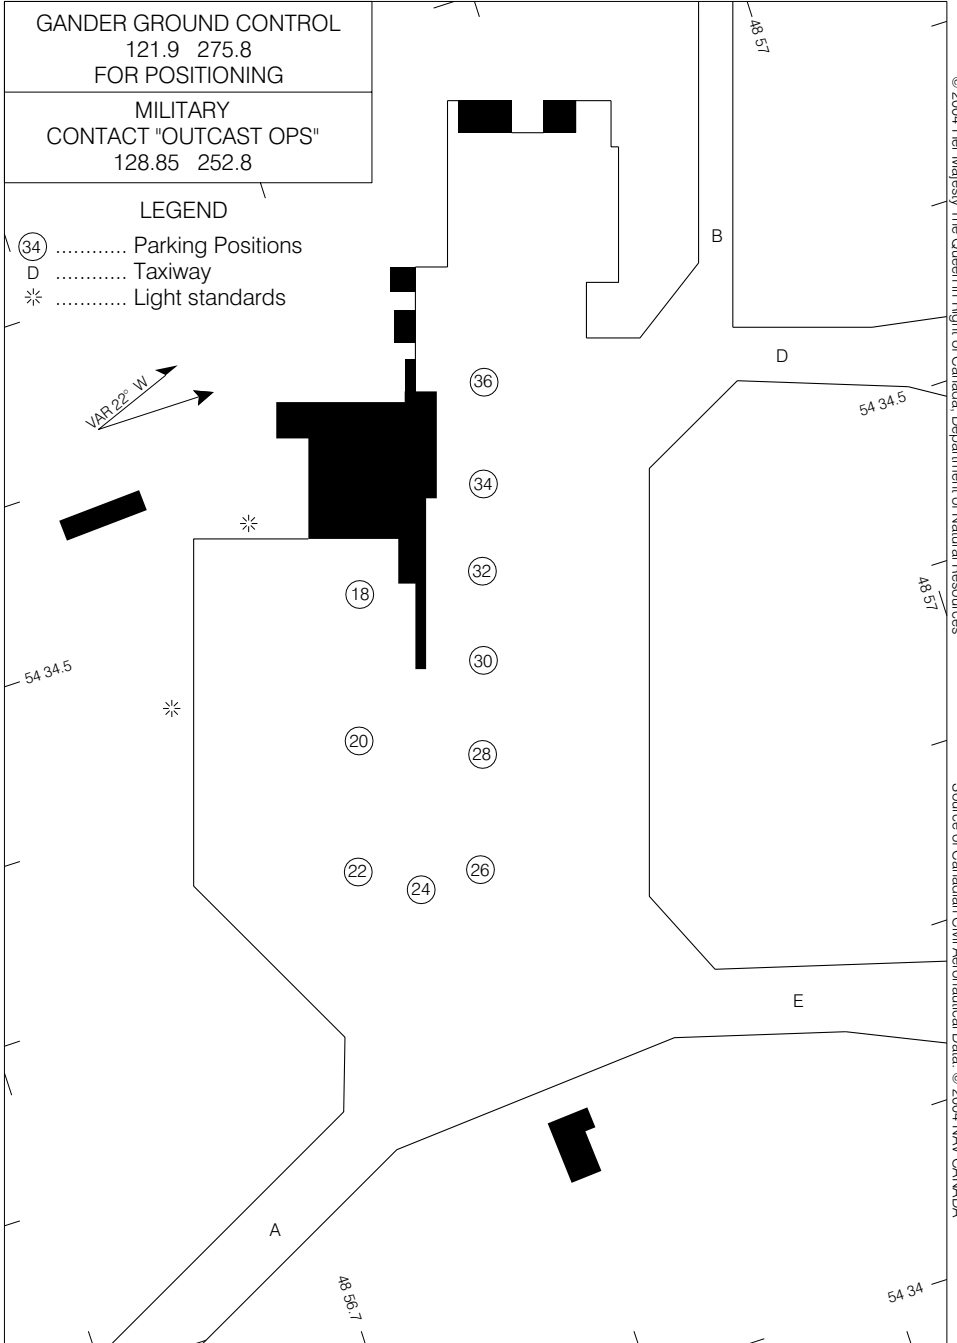 GANDER GROUND CONTROL
121.9 275.8
FOR POSITIONING
MILITARY
CONTACT "OUTCAST OPS"
128.85 252.8
LEGEND
34 ............ Parking Positions
D ............ Taxiway
............ Light standards
VAR 22° W
48 57
B
D
36
54 34.5
34
32
18
48 57
30
54 34.5
20
28
22
24
26
E
A
48 56.7
54 34
© 2004 Her Majesty The Queen in Right of Canada, Department of Natural Resources
Source of Canadian Civil Aeronautical Data: © 2004 NAV CANADA